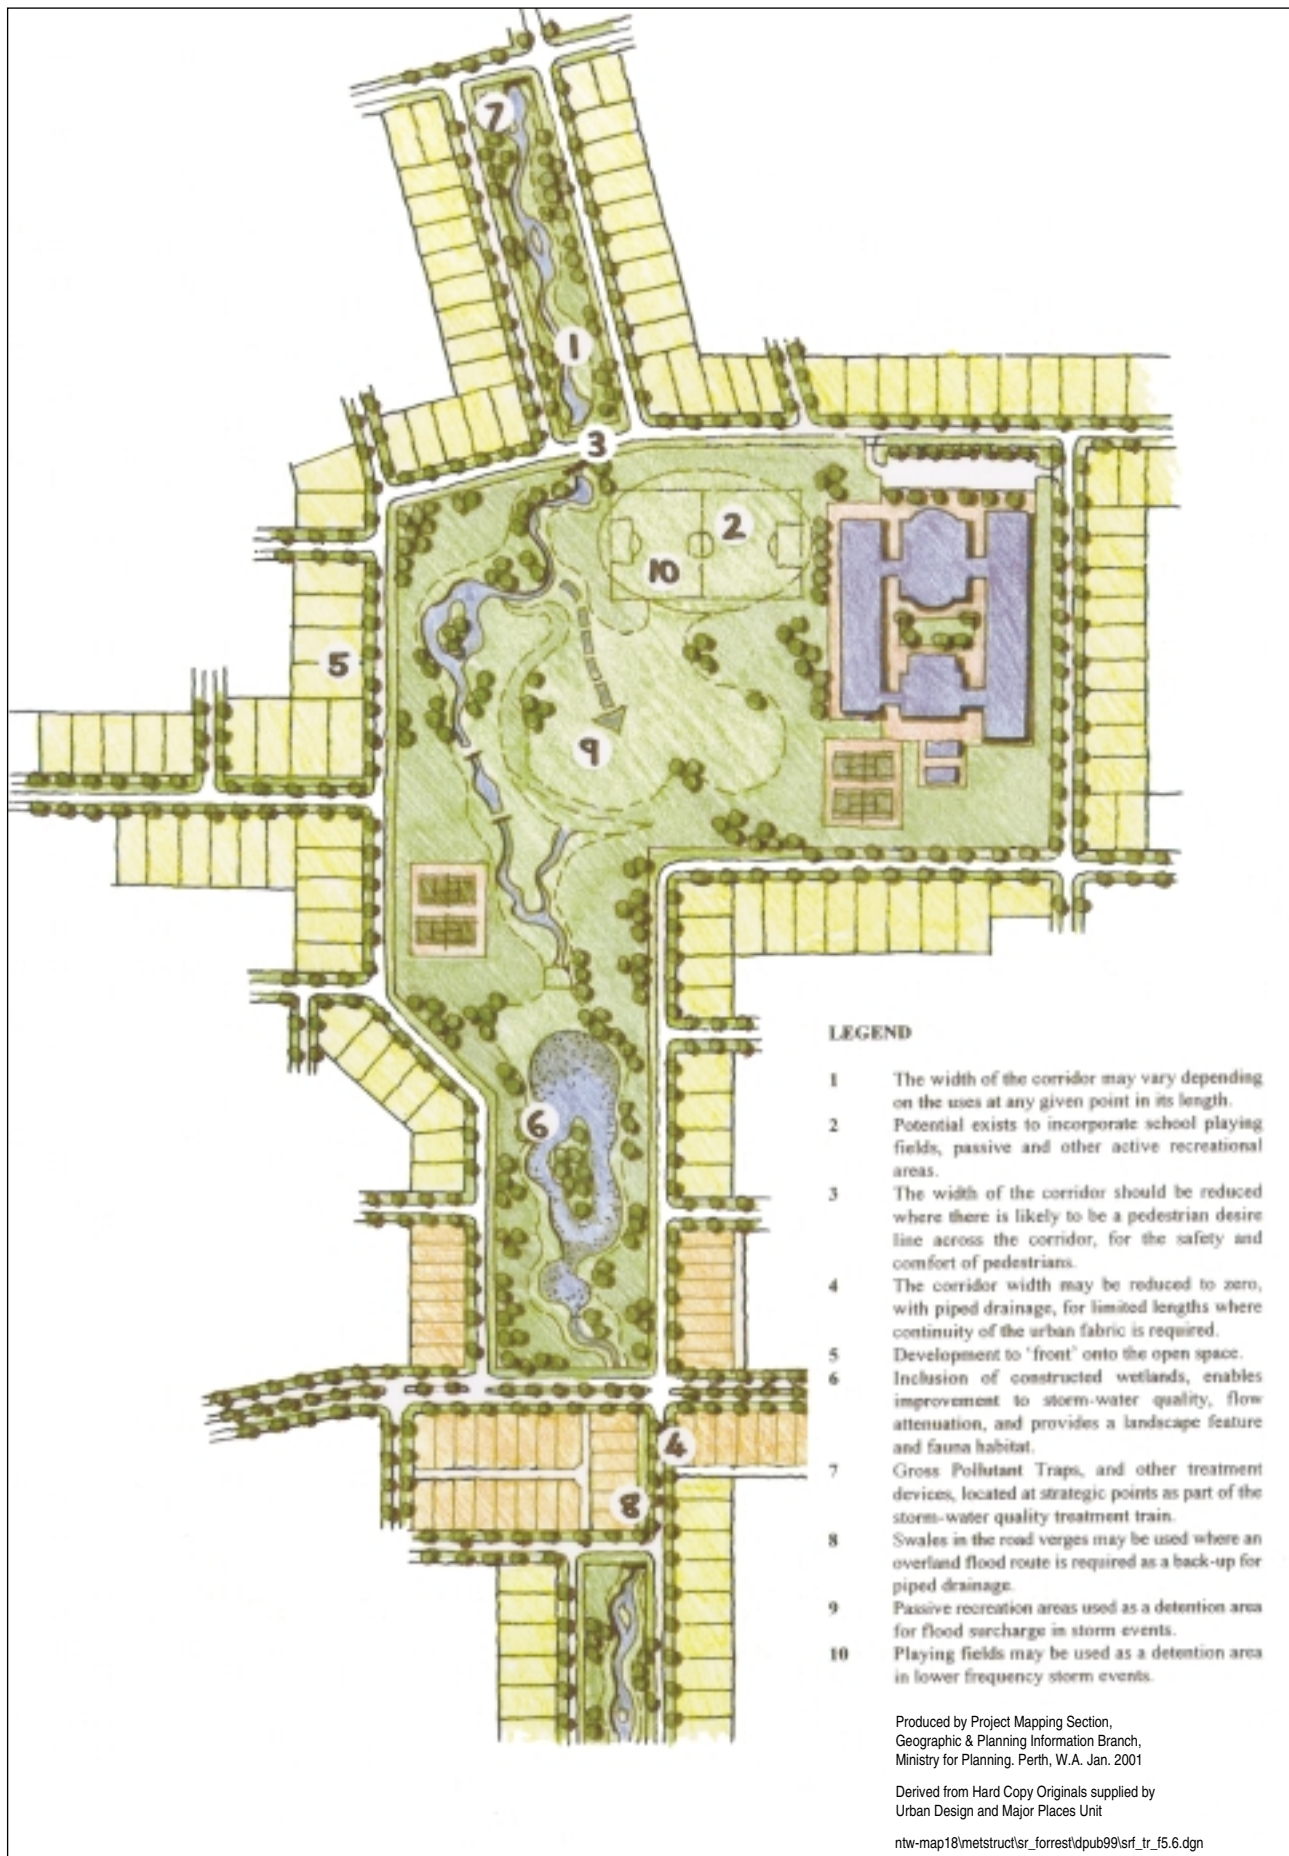 7
1
3
2
10
5
9
6
4
8
LEGEND
1 The width of the corridor may vary depending
on the uses at any given point in its length.
2 Potential exists to incorporate school playing
fields, passive and other active recreational
areas.
3 The width of the corridor should be reduced
where there is likely to be a pedestrian desire
line across the corridor, for the safety and
comfort of pedestrians.
4 The corridor width may be reduced to zero,
with piped drainage, for limited lengths where
continuity of the urban fabric is required.
5 Development to 'front' onto the open space.
6 Inclusion of constructed wetlands, enables
improvement to storm-water quality, flow
attenuation, and provides a landscape feature
and fauna habitat.
7 Gross Pollutant Traps, and other treatment
devices, located at strategic points as part of the
storm-water quality treatment train.
8 Swales in the road verges may be used where an
overland flood route is required as a back-up for
piped drainage.
9 Passive recreation areas used as a detention area
for flood surcharge in storm events.
10 Playing fields may be used as a detention area
in lower frequency storm events.
Produced by Project Mapping Section,
Geographic & Planning Information Branch,
Ministry for Planning. Perth, W.A. Jan. 2001
Derived from Hard Copy Originals supplied by
Urban Design and Major Places Unit
ntw-map18\metstruct\sr_forrest\dpub99\srf_tr_f5.6.dgn